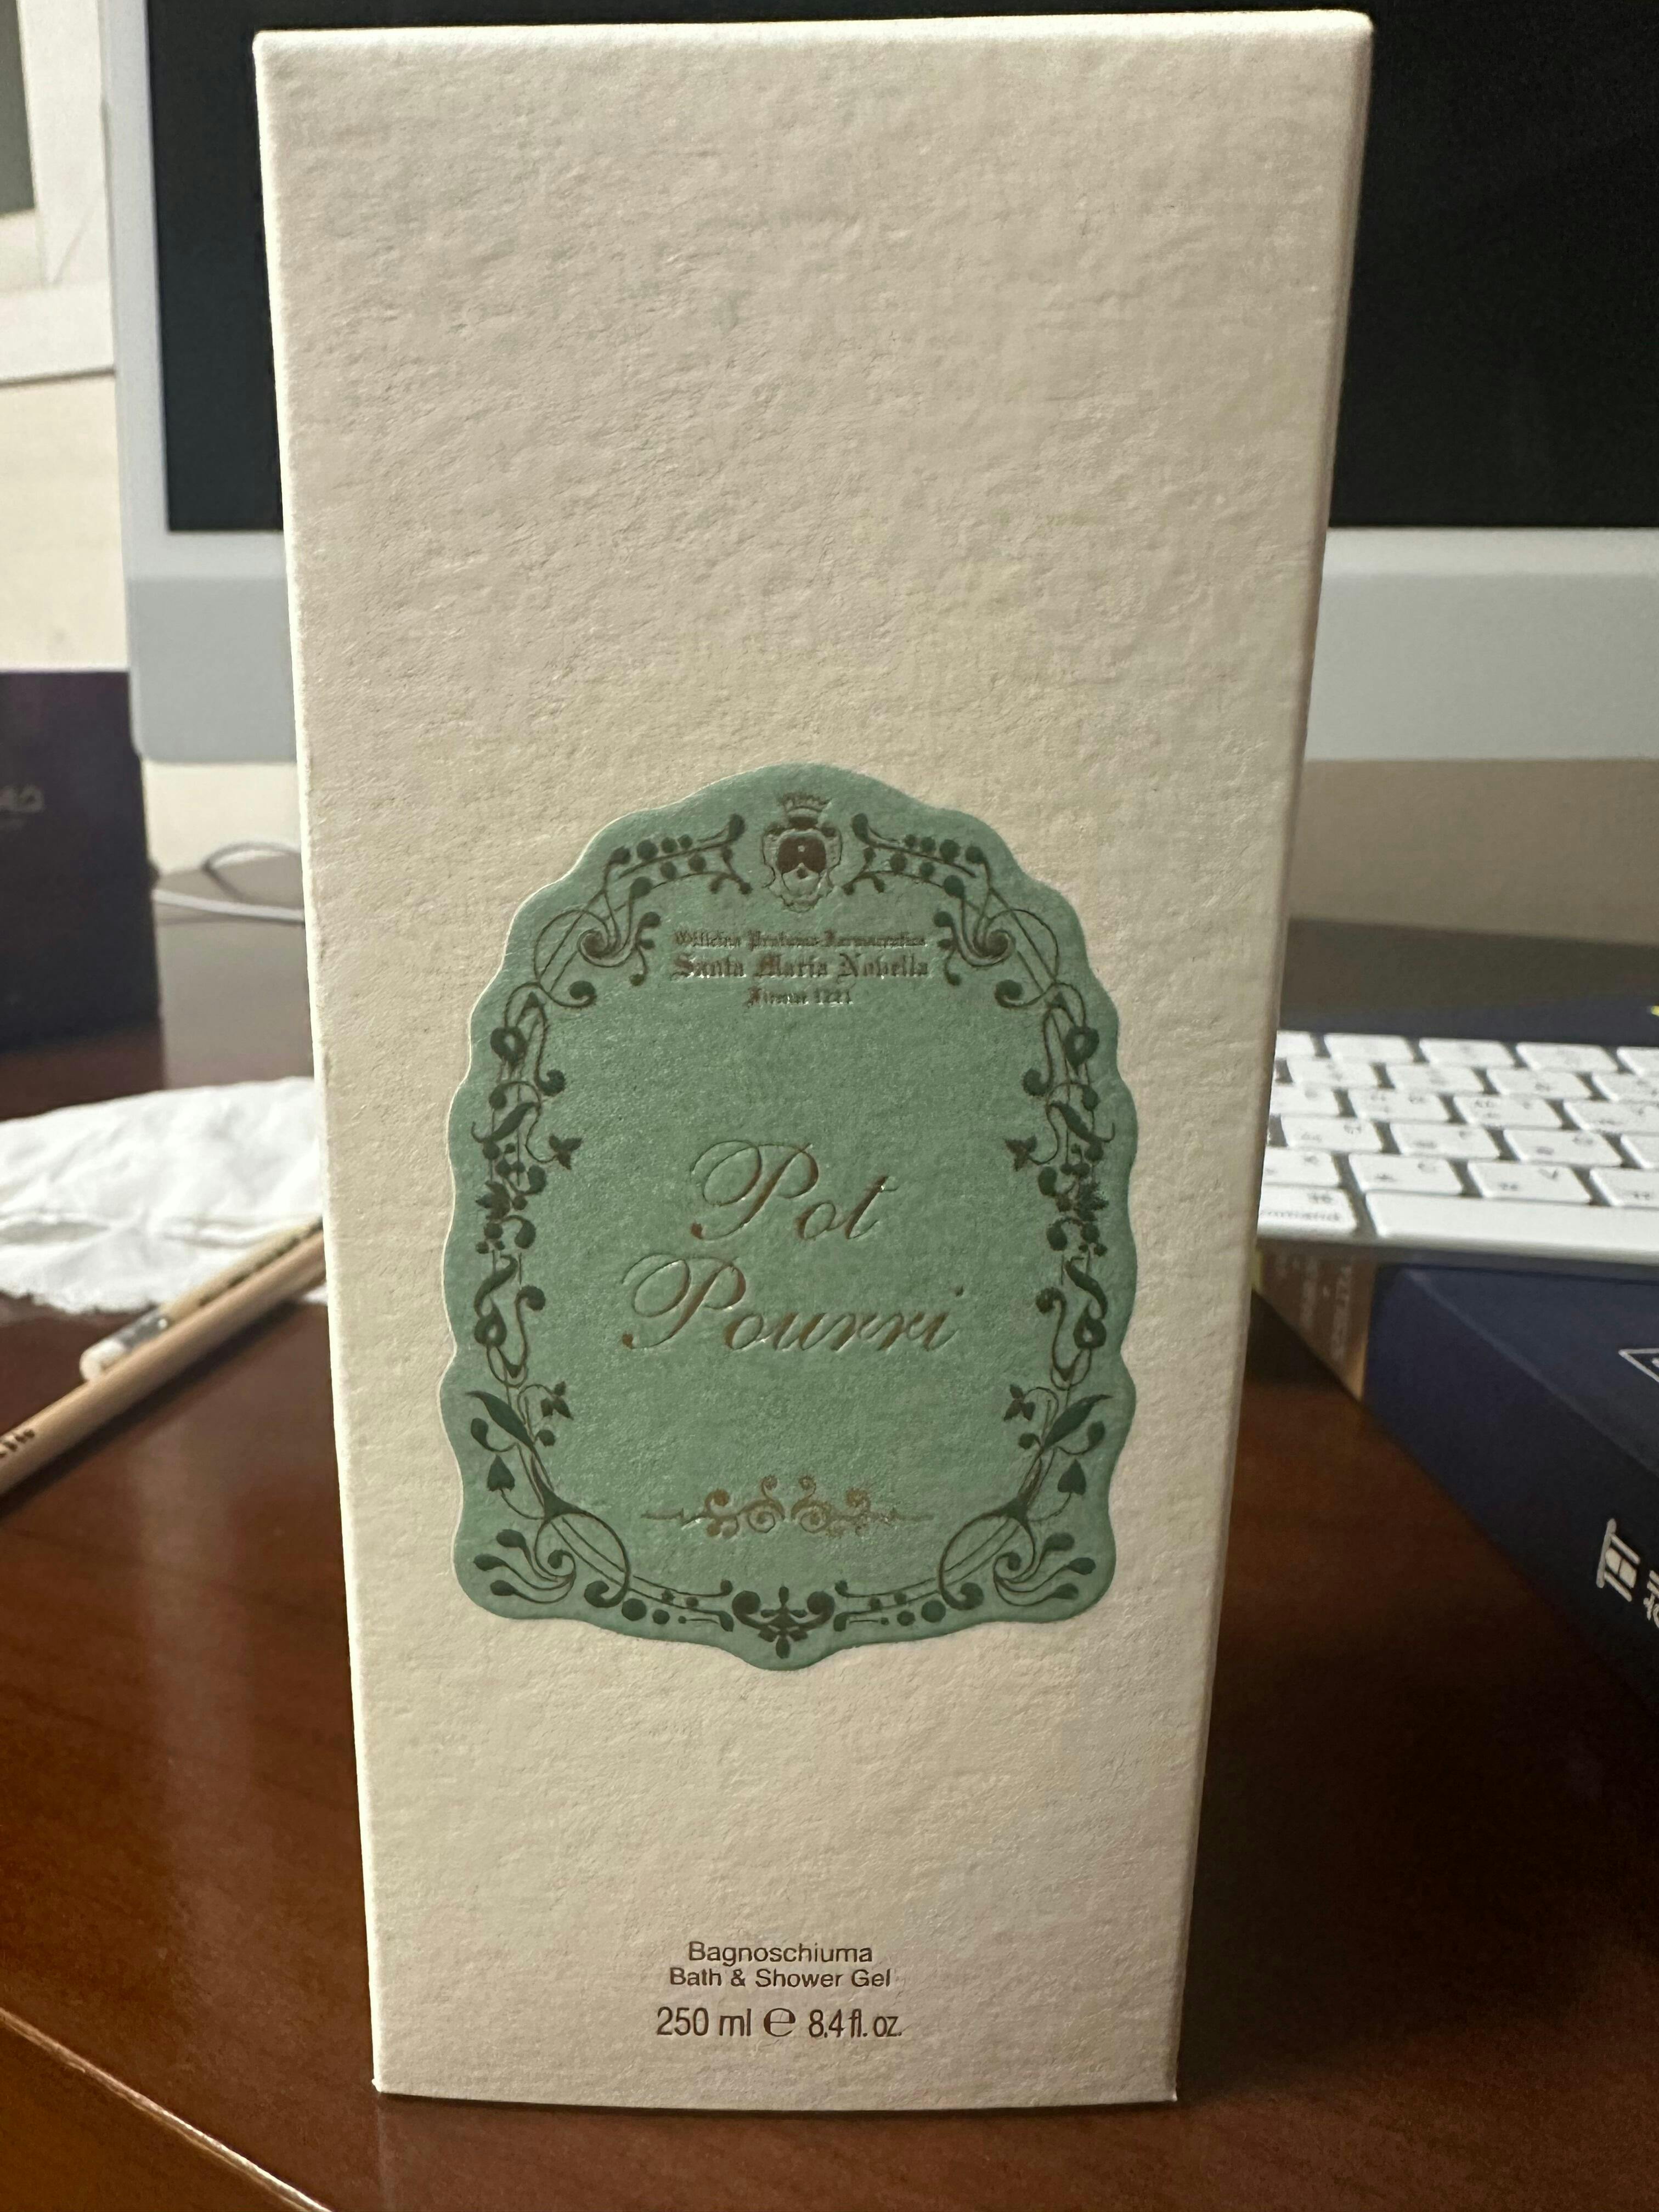 Officina Profumo-Farmaceutica
Santa Maria Novella
Firenze 1221
Pot
Pourri
Bagnoschiuma
Bath & Shower Gel
250 ml ℮ 8.4 fl. oz.
command